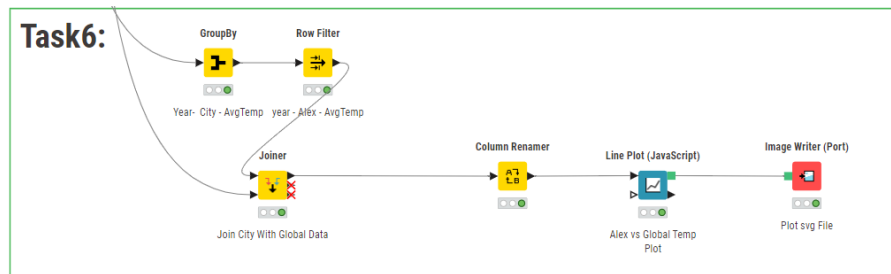 Task6:
GroupBy
Row Filter
Year-  City - AvgTemp
year - Alex - AvgTemp
Joiner
Column Renamer
Line Plot (JavaScript)
Image Writer (Port)
A
B
Join City With Global Data
Alex vs Global Temp
Plot
Plot svg File